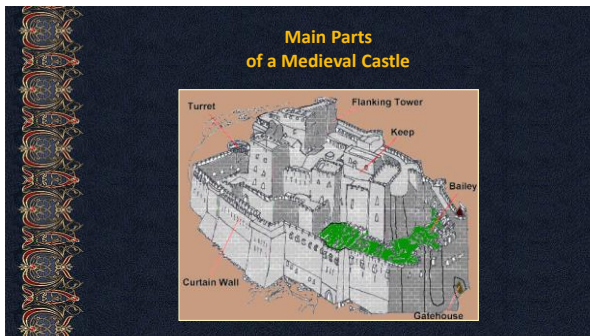 Main Parts
of a Medieval Castle
Turret
Flanking Tower
Keep
Bailey
Curtain Wall
Gatehouse